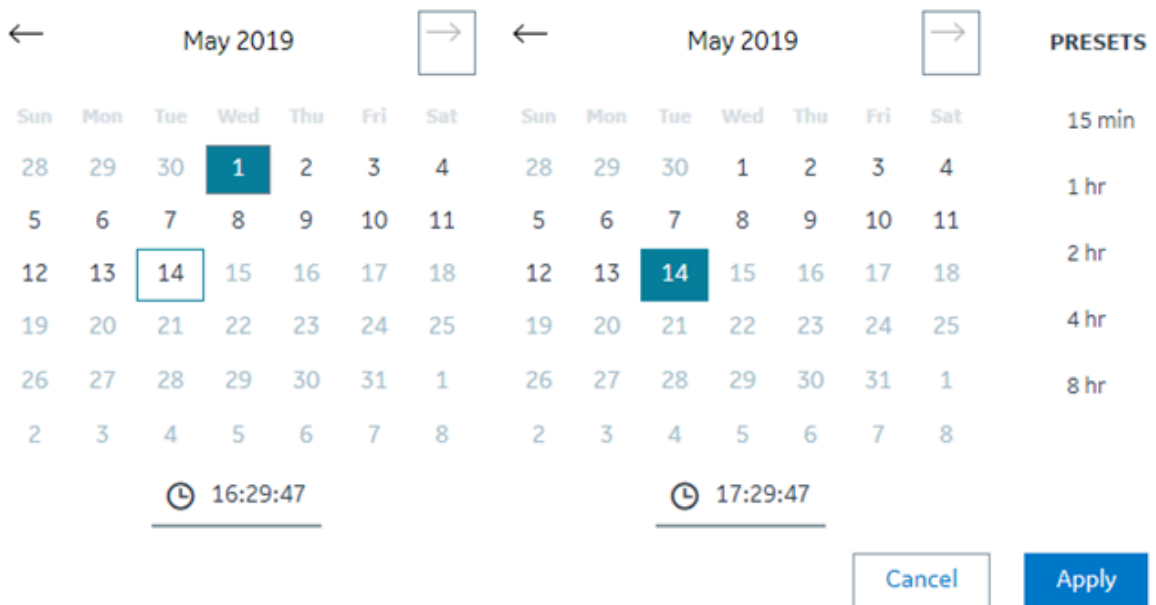 ← May 2019 → ← May 2019 → PRESETS
Sun Mon Tue Wed Thu Fri Sat Sun Mon Tue Wed Thu Fri Sat 15 min
28 29 30 1 2 3 4 28 29 30 1 2 3 4
1 hr
5 6 7 8 9 10 11 5 6 7 8 9 10 11
2 hr
12 13 14 15 16 17 18 12 13 14 15 16 17 18
19 20 21 22 23 24 25 19 20 21 22 23 24 25 4 hr
26 27 28 29 30 31 1 26 27 28 29 30 31 1 8 hr
2 3 4 5 6 7 8 2 3 4 5 6 7 8
16:29:47 17:29:47
Cancel Apply